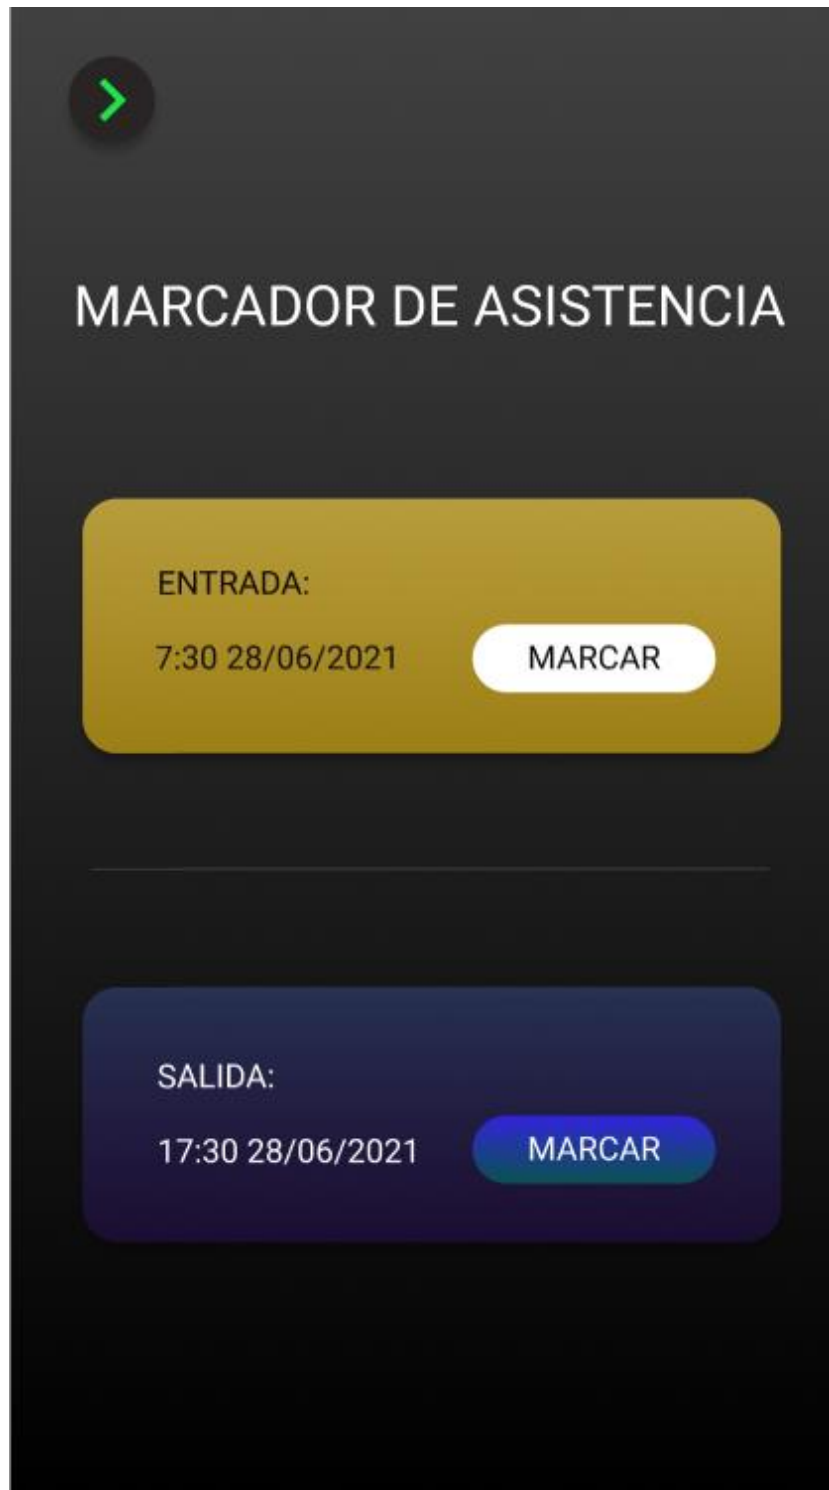 MARCADOR DE ASISTENCIA
ENTRADA:
7:30 28/06/2021 MARCAR
SALIDA:
17:30 28/06/2021 MARCAR